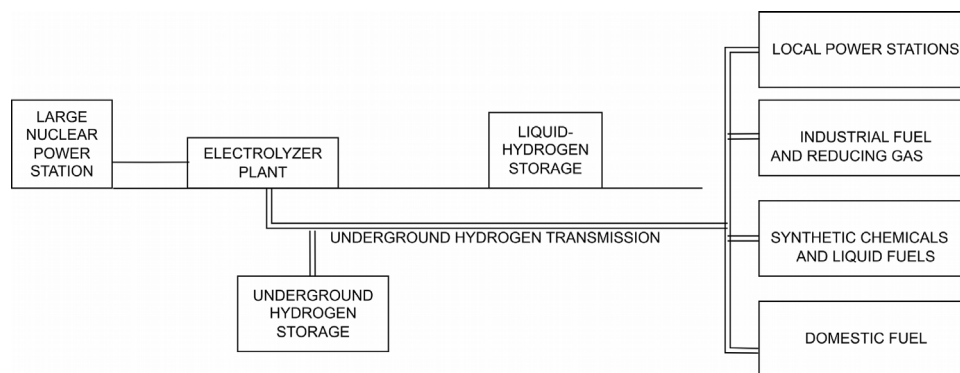 LARGE
NUCLEAR
POWER
STATION
ELECTROLYZER
PLANT
LIQUID-
HYDROGEN
STORAGE
UNDERGROUND HYDROGEN TRANSMISSION
UNDERGROUND
HYDROGEN
STORAGE
LOCAL POWER STATIONS
INDUSTRIAL FUEL
AND REDUCING GAS
SYNTHETIC CHEMICALS
AND LIQUID FUELS
DOMESTIC FUEL